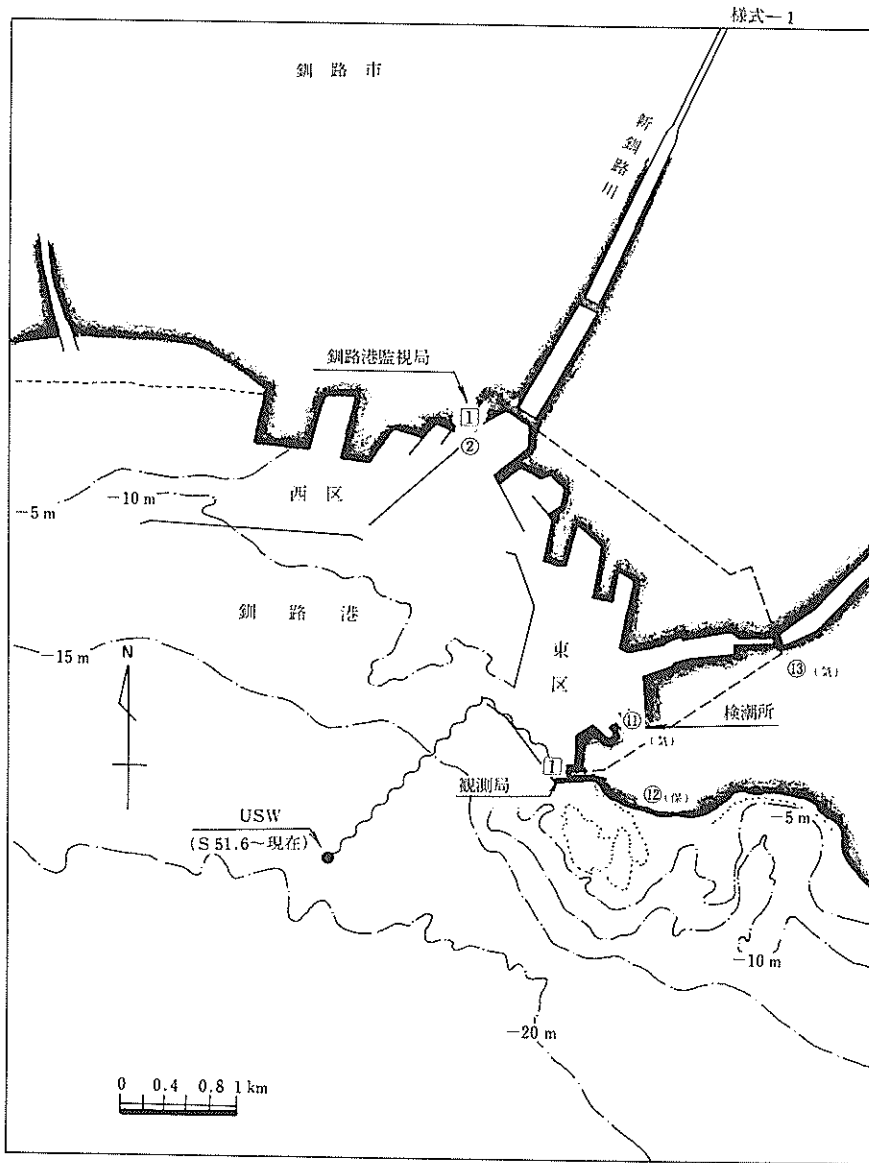 様式－1
釧路市
新釧路川
釧路港監視局
1
②
西区
－5 m
－10 m
釧路港
－15 m
N
東区
⑬ (気)
⑪
(気)
検潮所
1
観測局
⑫ (保)
－5 m
USW
(S 51.6～現在)
－10 m
－20 m
0 0.4 0.8 1 km